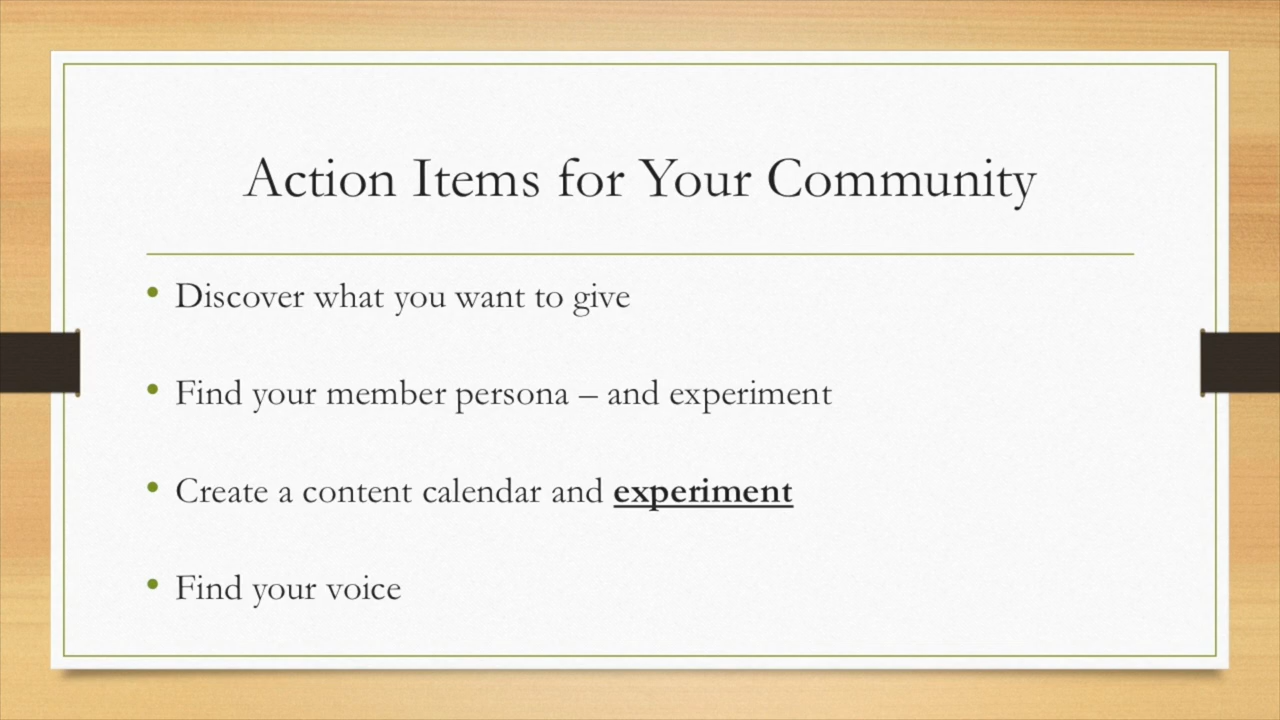 Action Items for Your Community
• Discover what you want to give
• Find your member persona – and experiment
• Create a content calendar and experiment
• Find your voice